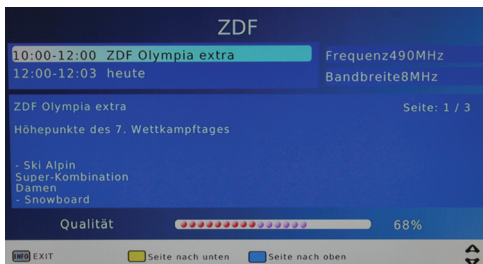 ZDF
10:00-12:00 ZDF Olympia extra
Frequenz490MHz
12:00-12:03 heute
Bandbreite8MHz
ZDF Olympia extra
Seite: 1 / 3
Höhepunkte des 7. Wettkampftages
- Ski Alpin
Super-Kombination
Damen
- Snowboard
Qualität
68%
INFO EXIT
Seite nach unten
Seite nach oben